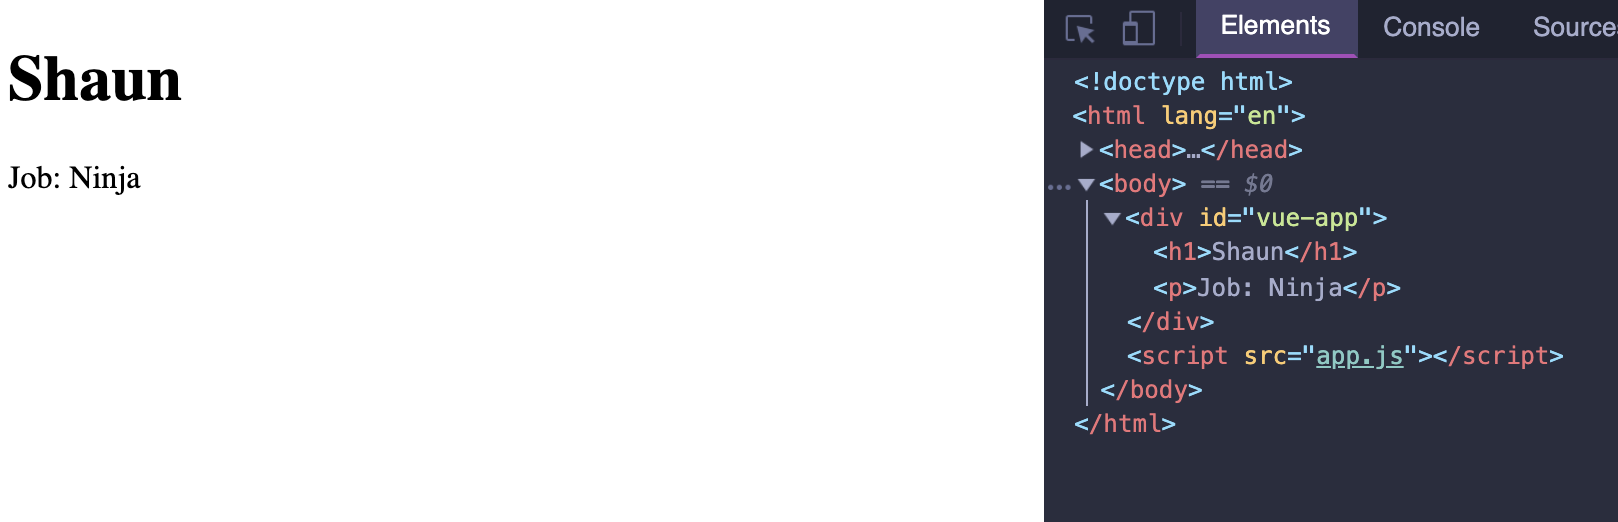 Shaun
Job: Ninja
Elements Console Source
<!doctype html>
<html lang="en">
<head>…</head>
… <body> == $0
<div id="vue-app">
<h1>Shaun</h1>
<p>Job: Ninja</p>
</div>
<script src="app.js"></script>
</body>
</html>